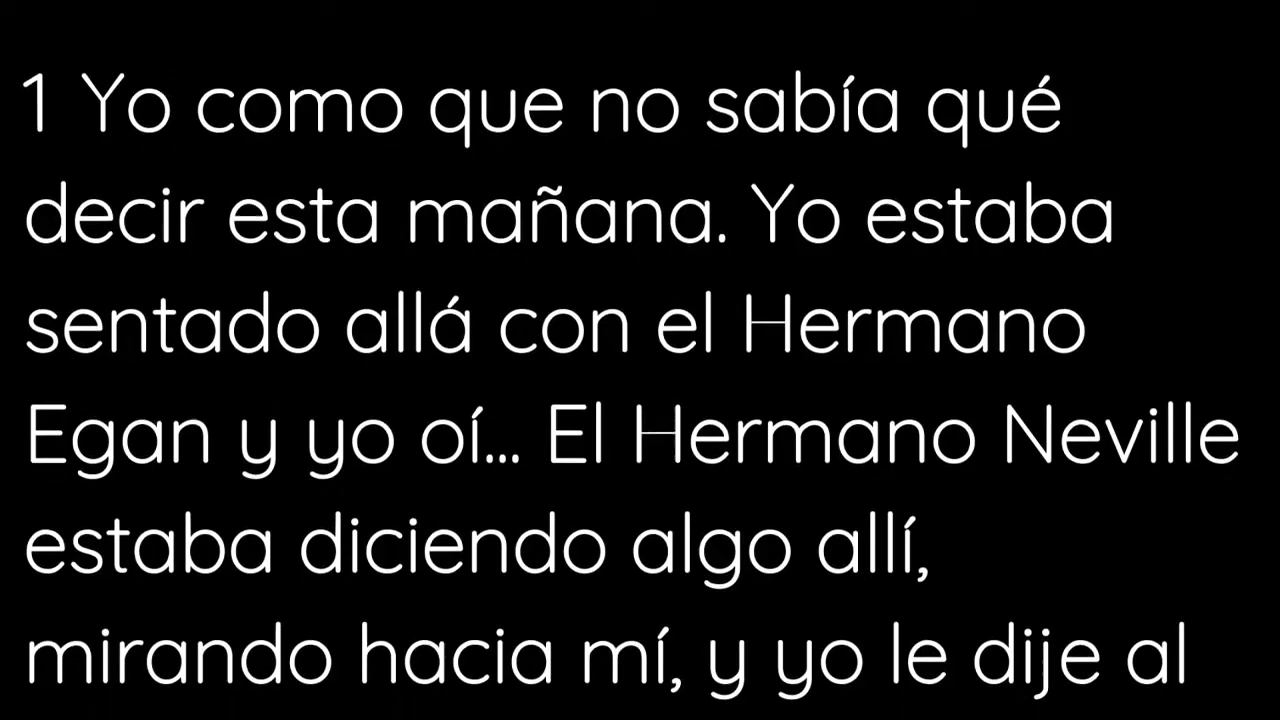 1 Yo como que no sabía qué
decir esta mañana. Yo estaba
sentado allá con el Hermano
Egan y yo oí... El Hermano Neville
estaba diciendo algo allí,
mirando hacia mí, y yo le dije al